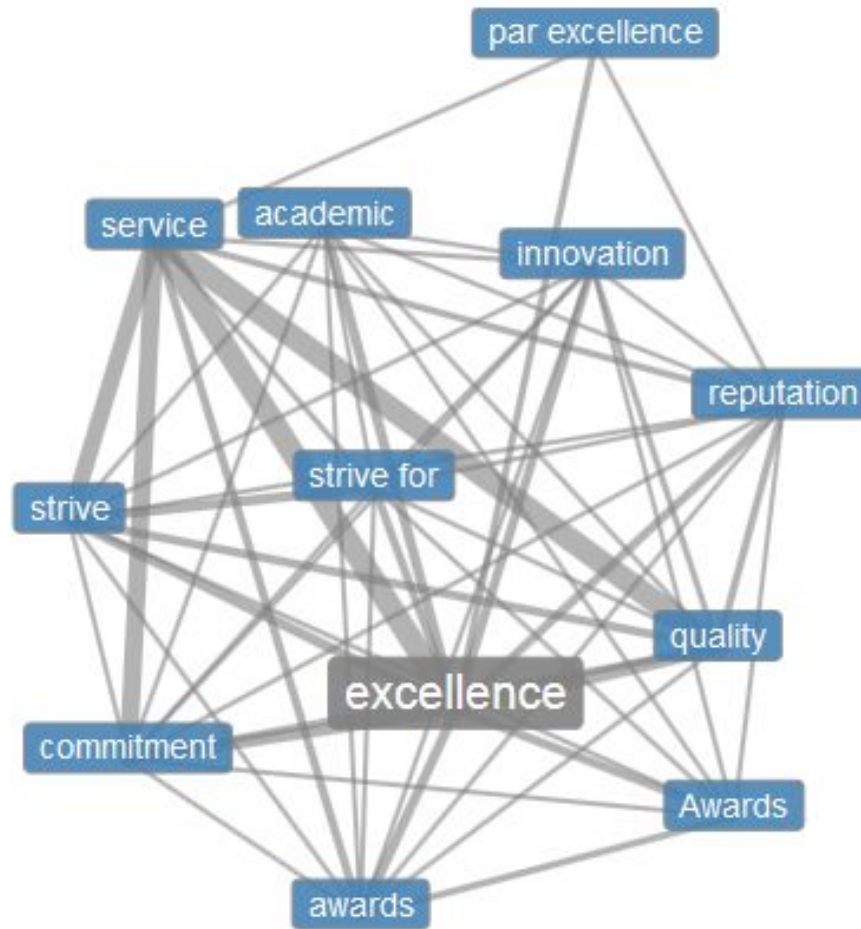 par excellence
academic
service
innovation
reputation
strive for
strive
quality
excellence
commitment
Awards
awards